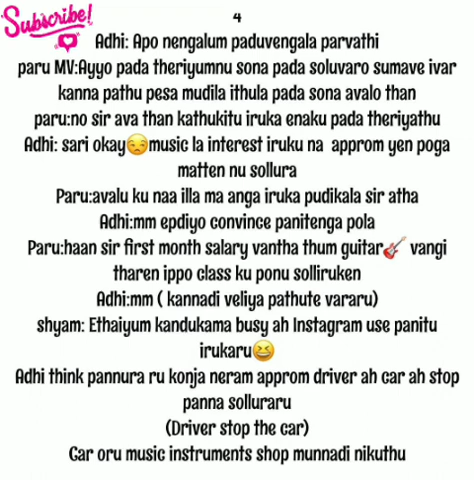 Subscribe!
4
Adhi: Apo nengalum paduvengala parvathi
paru MV:Ayyo pada theriyumnu sona pada soluvaro sumave ivar
kanna pathu pesa mudila ithula pada sona avalo than
paru:no sir ava than kathukitu iruka enaku pada theriyathu
Adhi: sari okay😒music la interest iruku na approm yen poga
matten nu sollura
Paru:avalu ku naa illa ma anga iruka pudikala sir atha
Adhi:mm epdiyo convince panitenga pola
Paru:haan sir first month salary vantha thum guitar🎸 vangi
tharen ippo class ku ponu solliruken
Adhi:mm ( kannadi veliya pathute vararu)
shyam: Ethaiyum kandukama busy ah Instagram use panitu
irukaru😆
Adhi think pannura ru konja neram approm driver ah car ah stop
panna solluraru
(Driver stop the car)
Car oru music instruments shop munnadi nikuthu